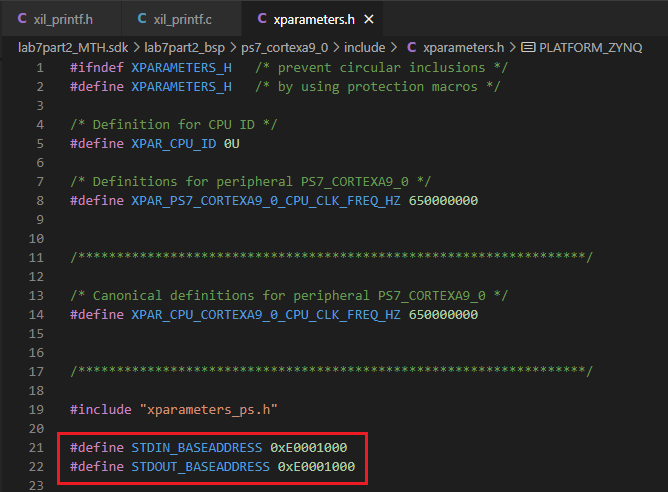 xil_printf.h
xil_printf.c
xparameters.h
lab7part2_MTH.sdk > lab7part2_bsp > ps7_cortexa9_0 > include > C xparameters.h > PLATFORM_ZYNQ
1 #ifndef XPARAMETERS_H /* prevent circular inclusions */
2 #define XPARAMETERS_H /* by using protection macros */
3
4 /* Definition for CPU ID */
5 #define XPAR_CPU_ID 0U
6
7 /* Definitions for peripheral PS7_CORTEXA9_0 */
8 #define XPAR_PS7_CORTEXA9_0_CPU_CLK_FREQ_HZ 650000000
9
10
11 /******************************************************************/
12
13 /* Canonical definitions for peripheral PS7_CORTEXA9_0 */
14 #define XPAR_CPU_CORTEXA9_0_CPU_CLK_FREQ_HZ 650000000
15
16
17 /******************************************************************/
18
19 #include "xparameters_ps.h"
20
21 #define STDIN_BASEADDRESS 0xE0001000
22 #define STDOUT_BASEADDRESS 0xE0001000
23